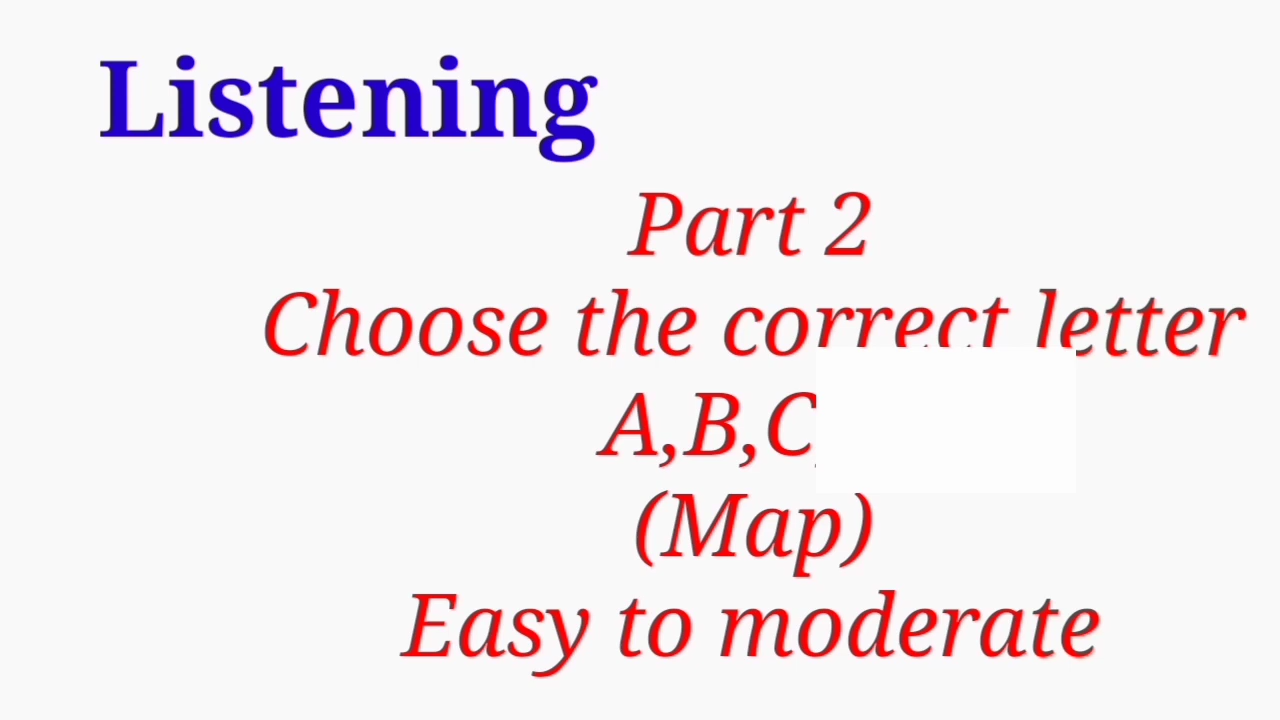 Listening
Part 2
Choose the correct letter
A,B,C,
(Map)
Easy to moderate